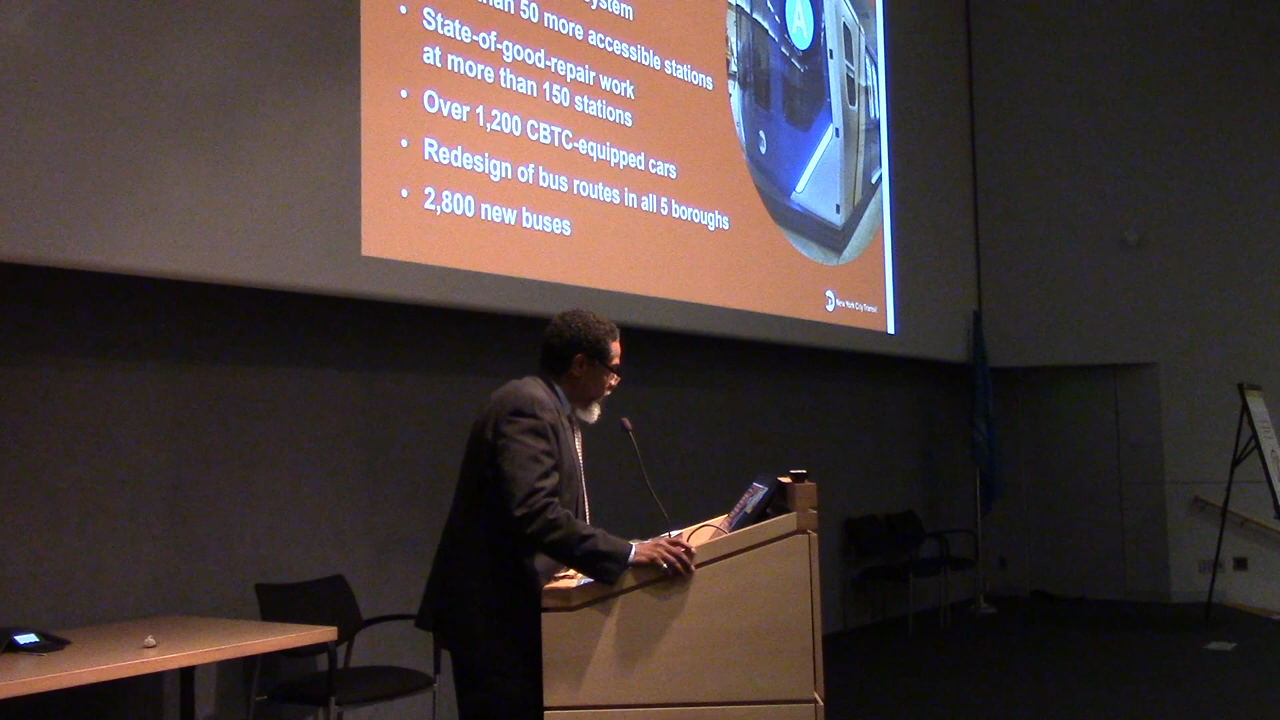 system
than 50 more accessible stations
• State-of-good-repair work
at more than 150 stations
• Over 1,200 CBTC-equipped cars
• Redesign of bus routes in all 5 boroughs
• 2,800 new buses
A
New York City Transit